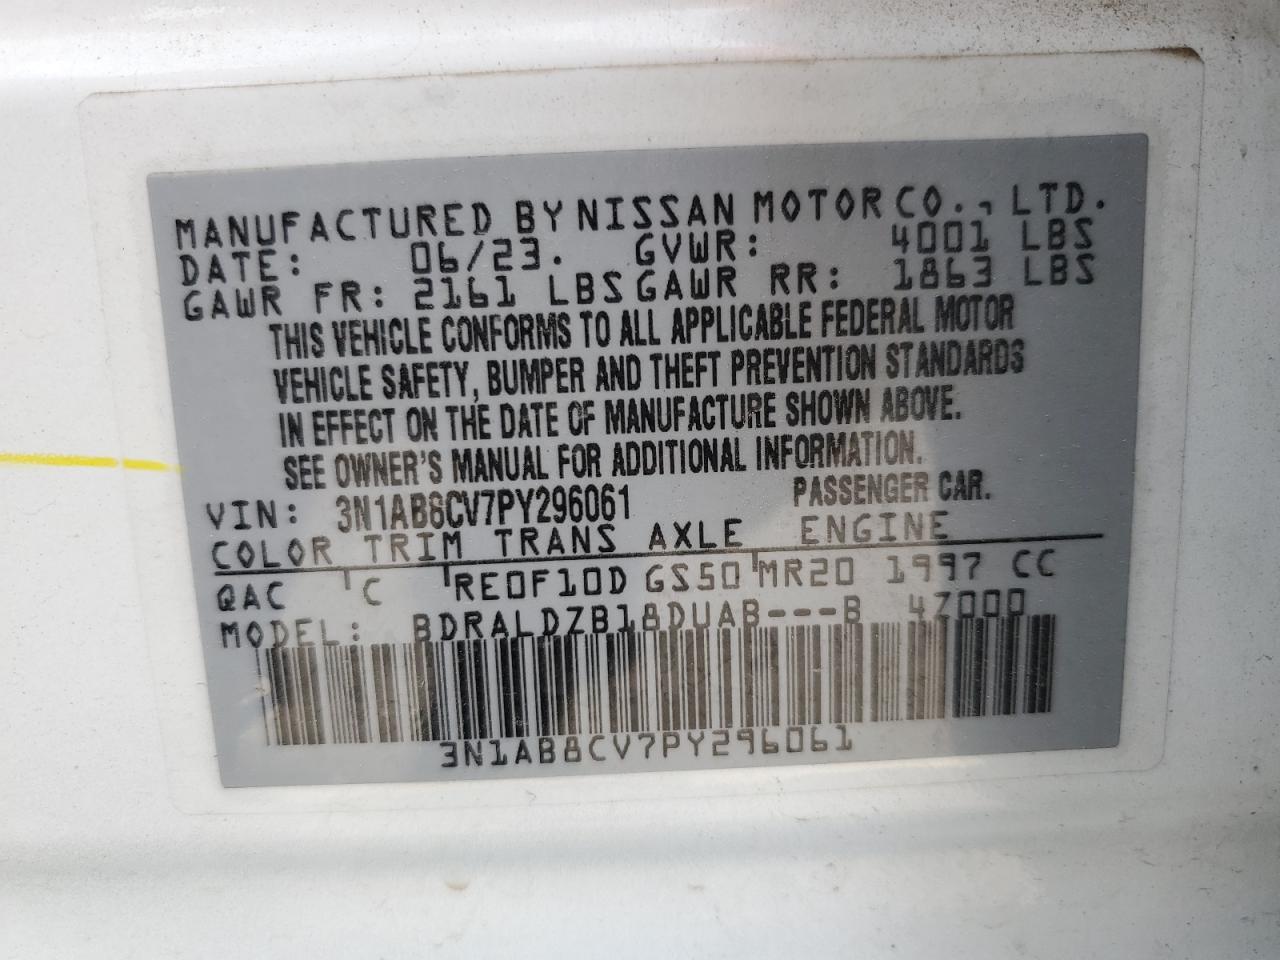 MANUFACTURED BY NISSAN MOTOR CO., LTD.
DATE: 06/23. GVWR: 4001 LBS
GAWR FR: 2161 LBS GAWR RR: 1863 LBS
THIS VEHICLE CONFORMS TO ALL APPLICABLE FEDERAL MOTOR
VEHICLE SAFETY, BUMPER AND THEFT PREVENTION STANDARDS
IN EFFECT ON THE DATE OF MANUFACTURE SHOWN ABOVE.
SEE OWNER'S MANUAL FOR ADDITIONAL INFORMATION.
VIN: 3N1AB8CV7PY296061 PASSENGER CAR.
COLOR TRIM TRANS AXLE ENGINE
QAC C RE0F10D GS50 MR20 1997 CC
MODEL: BDRALDZB18DUAB---B 4Z000
3N1AB8CV7PY296061